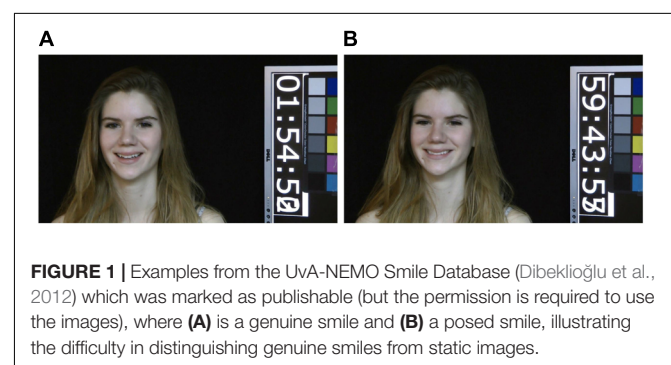 A
B
01:54:50
59:43:5
DELL
FIGURE 1 | Examples from the UvA-NEMO Smile Database (Dibeklioğlu et al.,
2012) which was marked as publishable (but the permission is required to use
the images), where (A) is a genuine smile and (B) a posed smile, illustrating
the difficulty in distinguishing genuine smiles from static images.